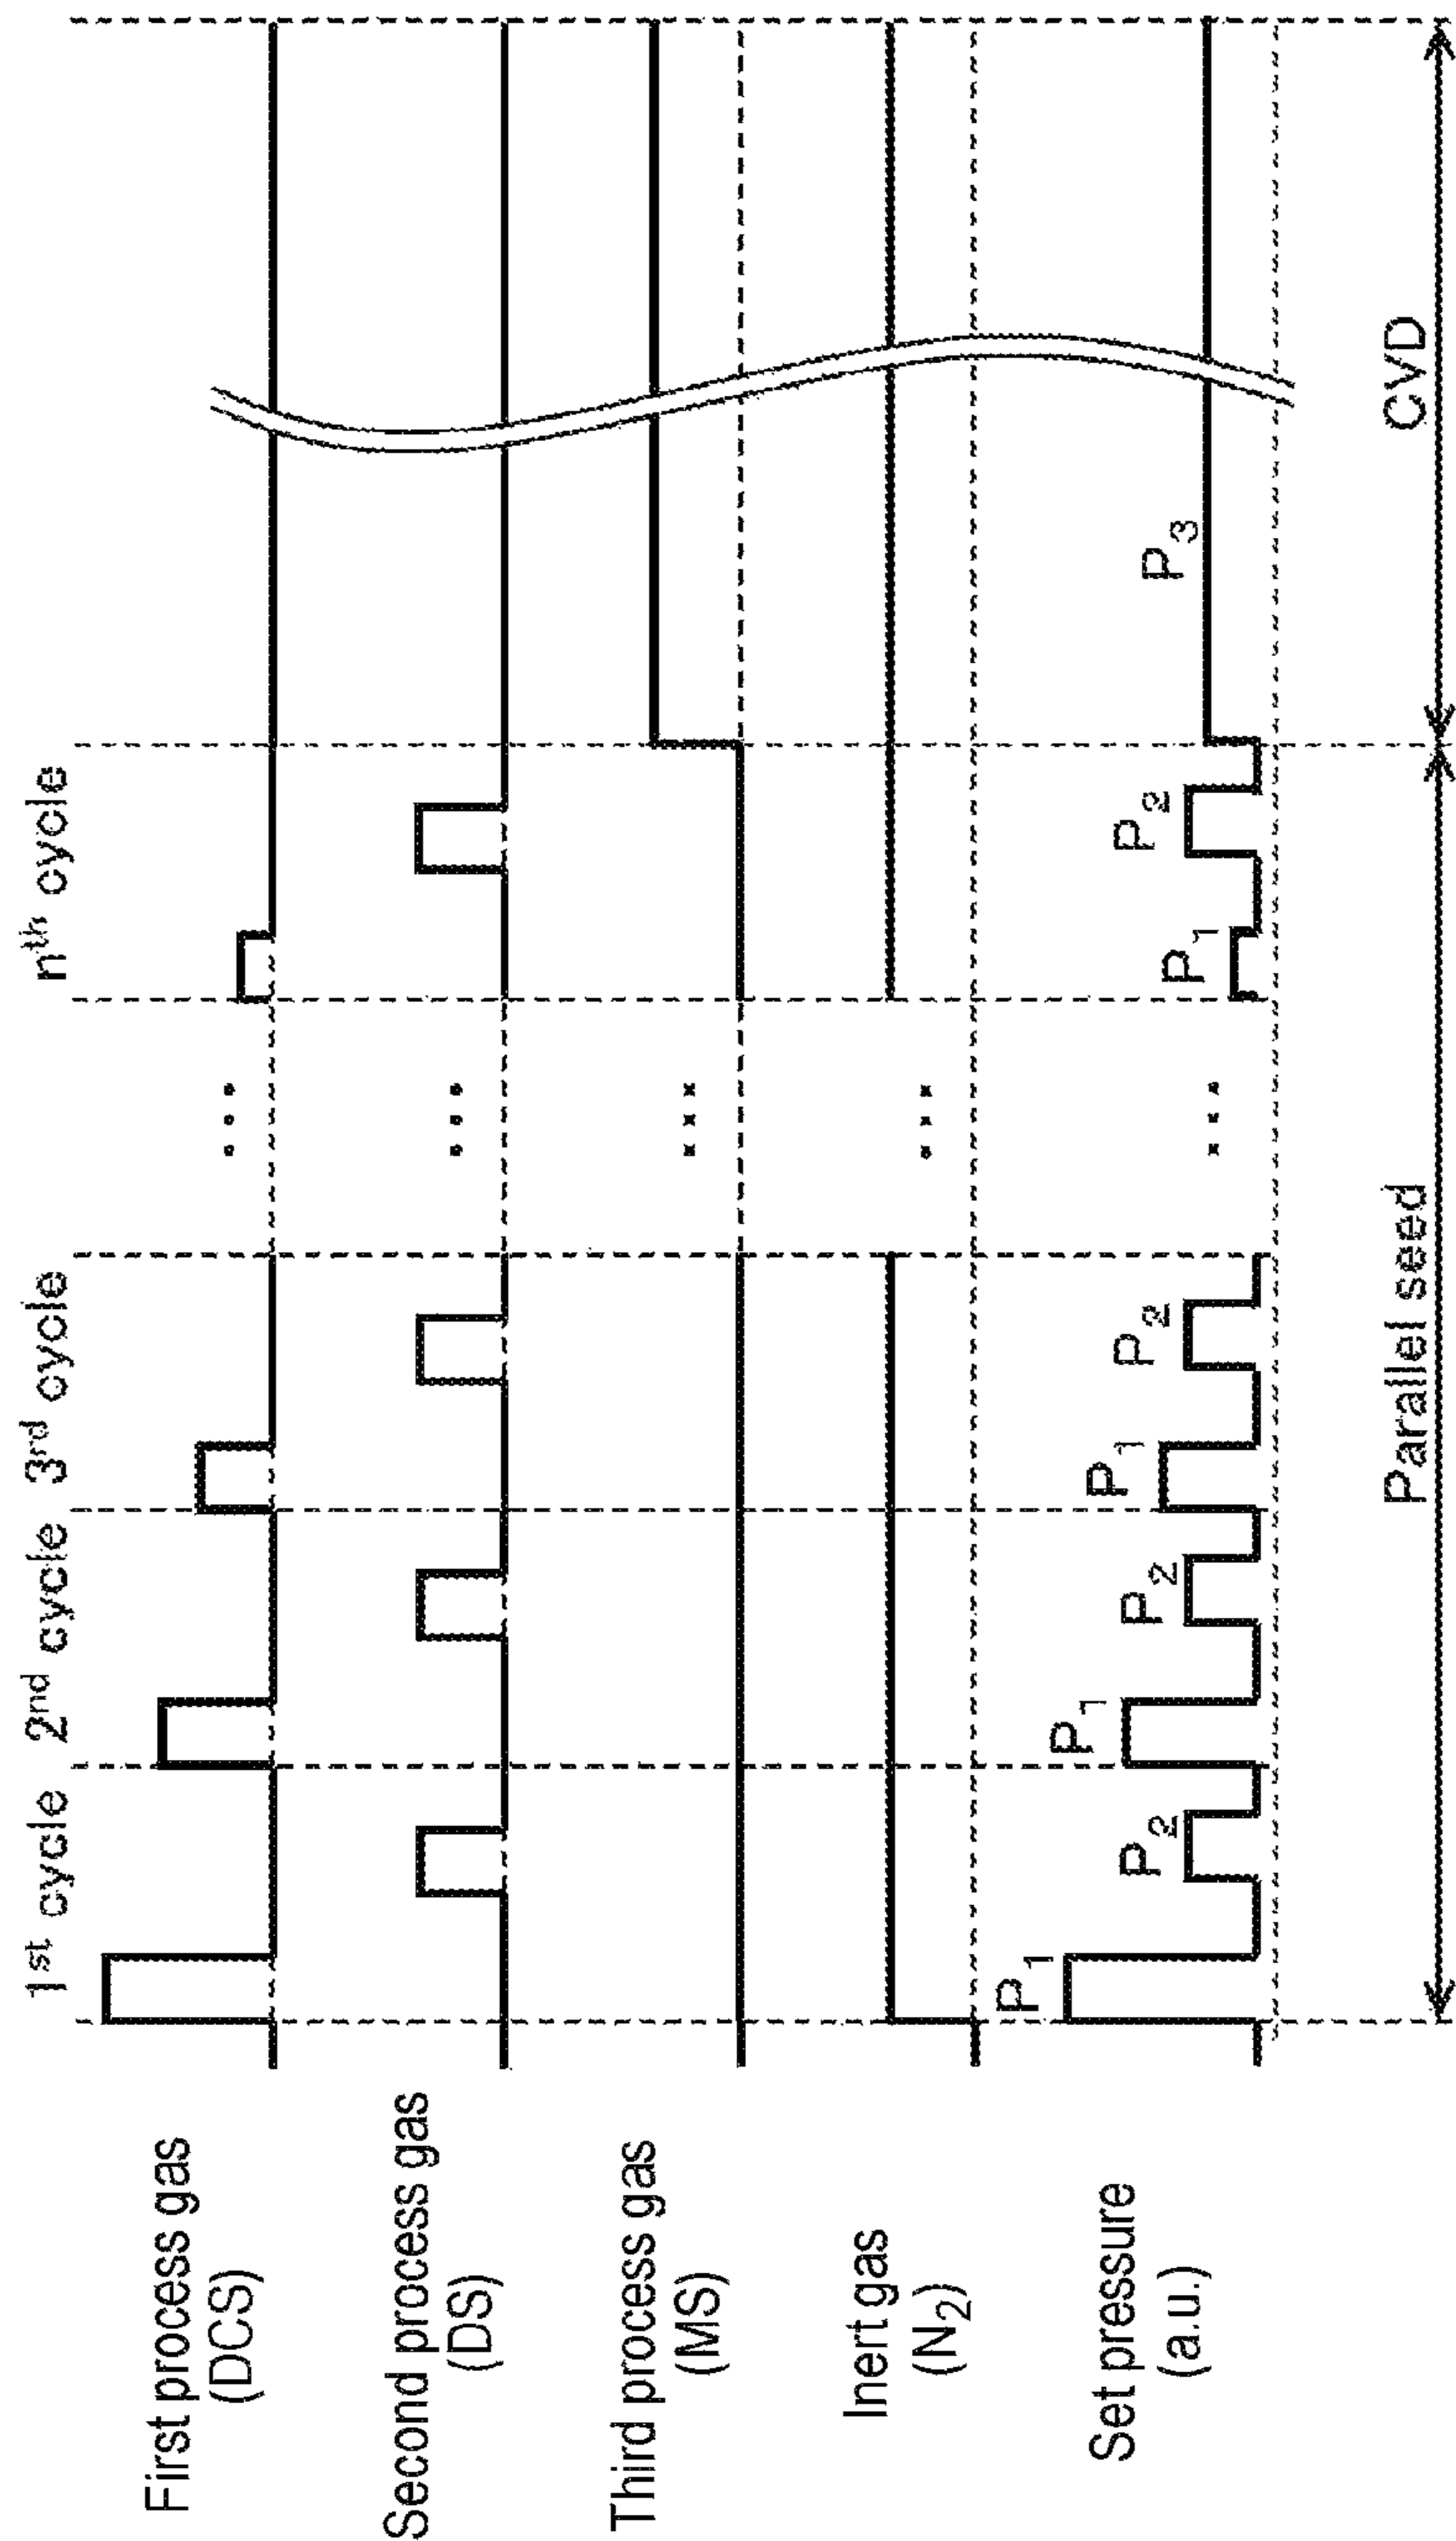 1st cycle 2nd cycle 3rd cycle nth cycle
First process gas
(DCS)
Second process gas
(DS)
Third process gas
(MS)
Inert gas
(N2)
Set pressure
(a.u.)
P1 P2 P1 P2 P1 P2 P1 P2 P3
Parallel seed CVD